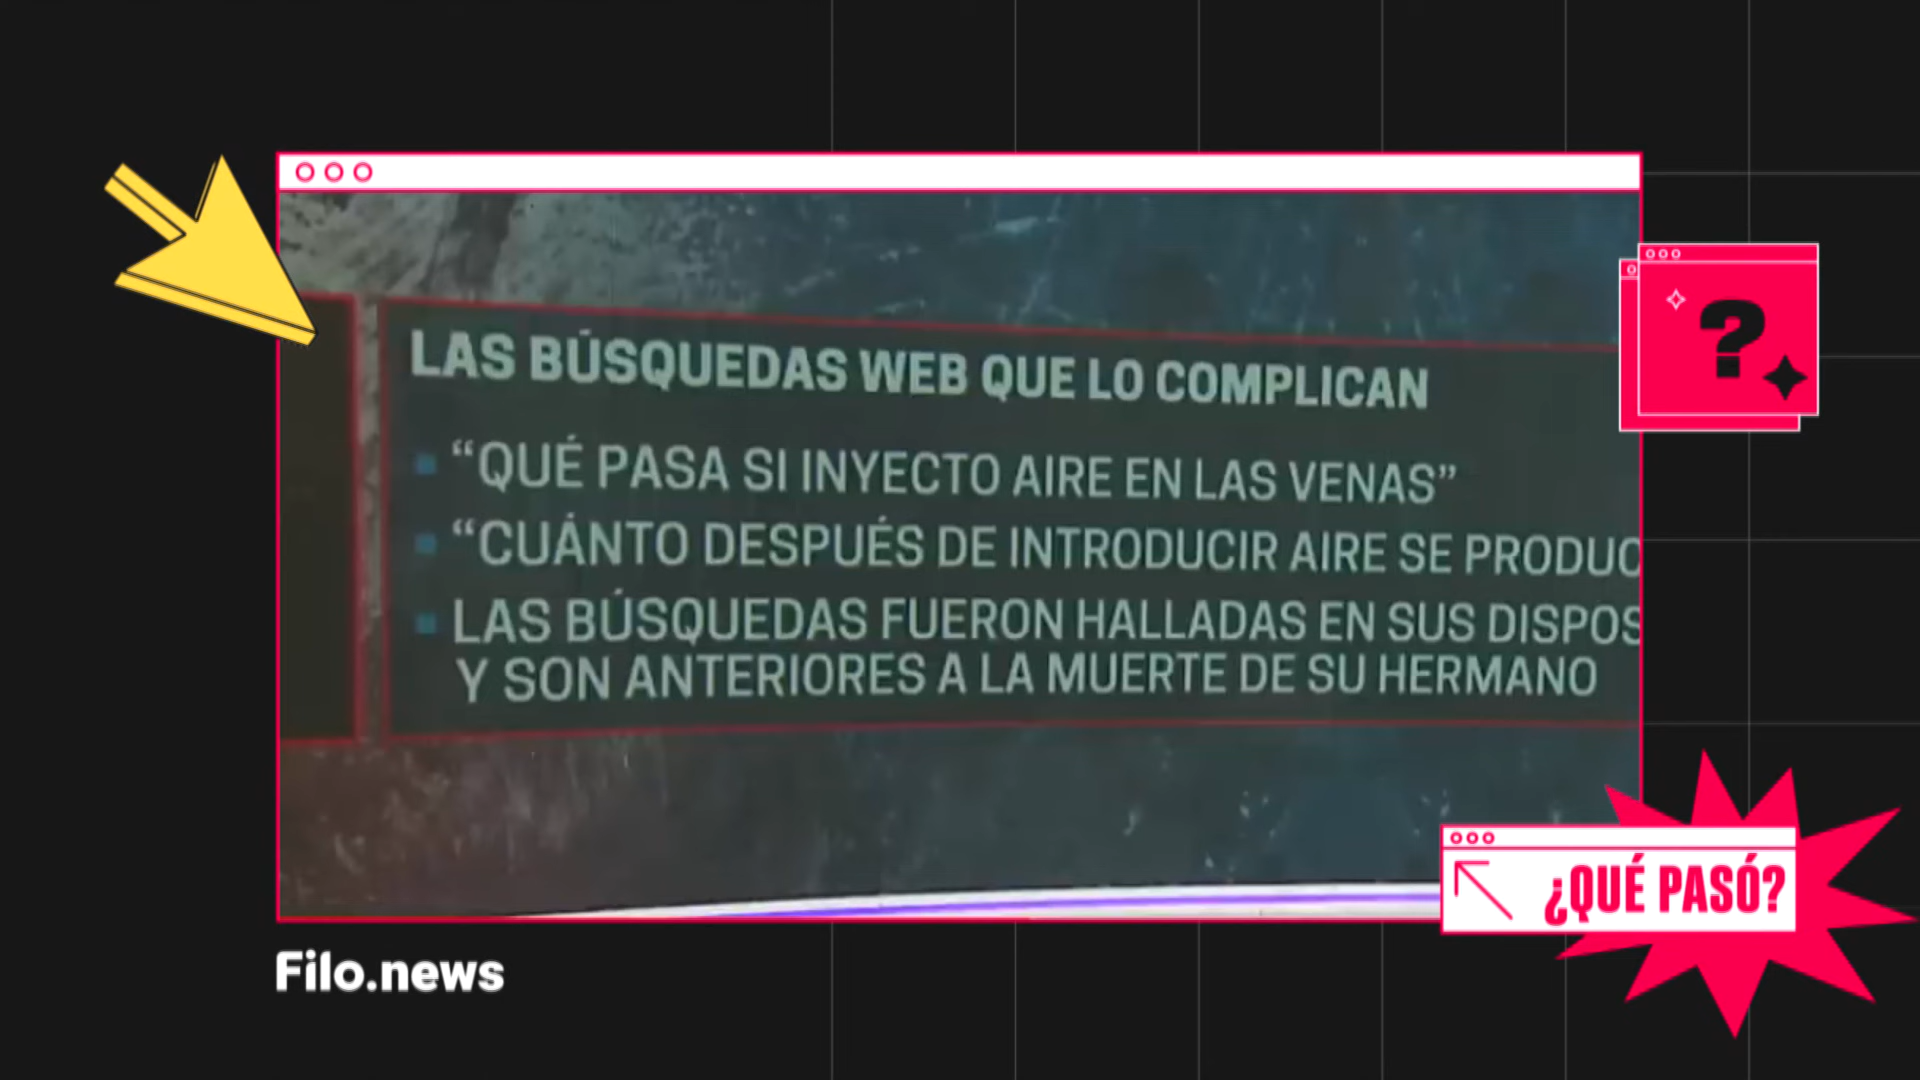 LAS BÚSQUEDAS WEB QUE LO COMPLICAN
“QUÉ PASA SI INYECTO AIRE EN LAS VENAS”
“CUÁNTO DESPUÉS DE INTRODUCIR AIRE SE PRODUC
LAS BÚSQUEDAS FUERON HALLADAS EN SUS DISPOS
Y SON ANTERIORES A LA MUERTE DE SU HERMANO
?
¿QUÉ PASÓ?
Filo.news